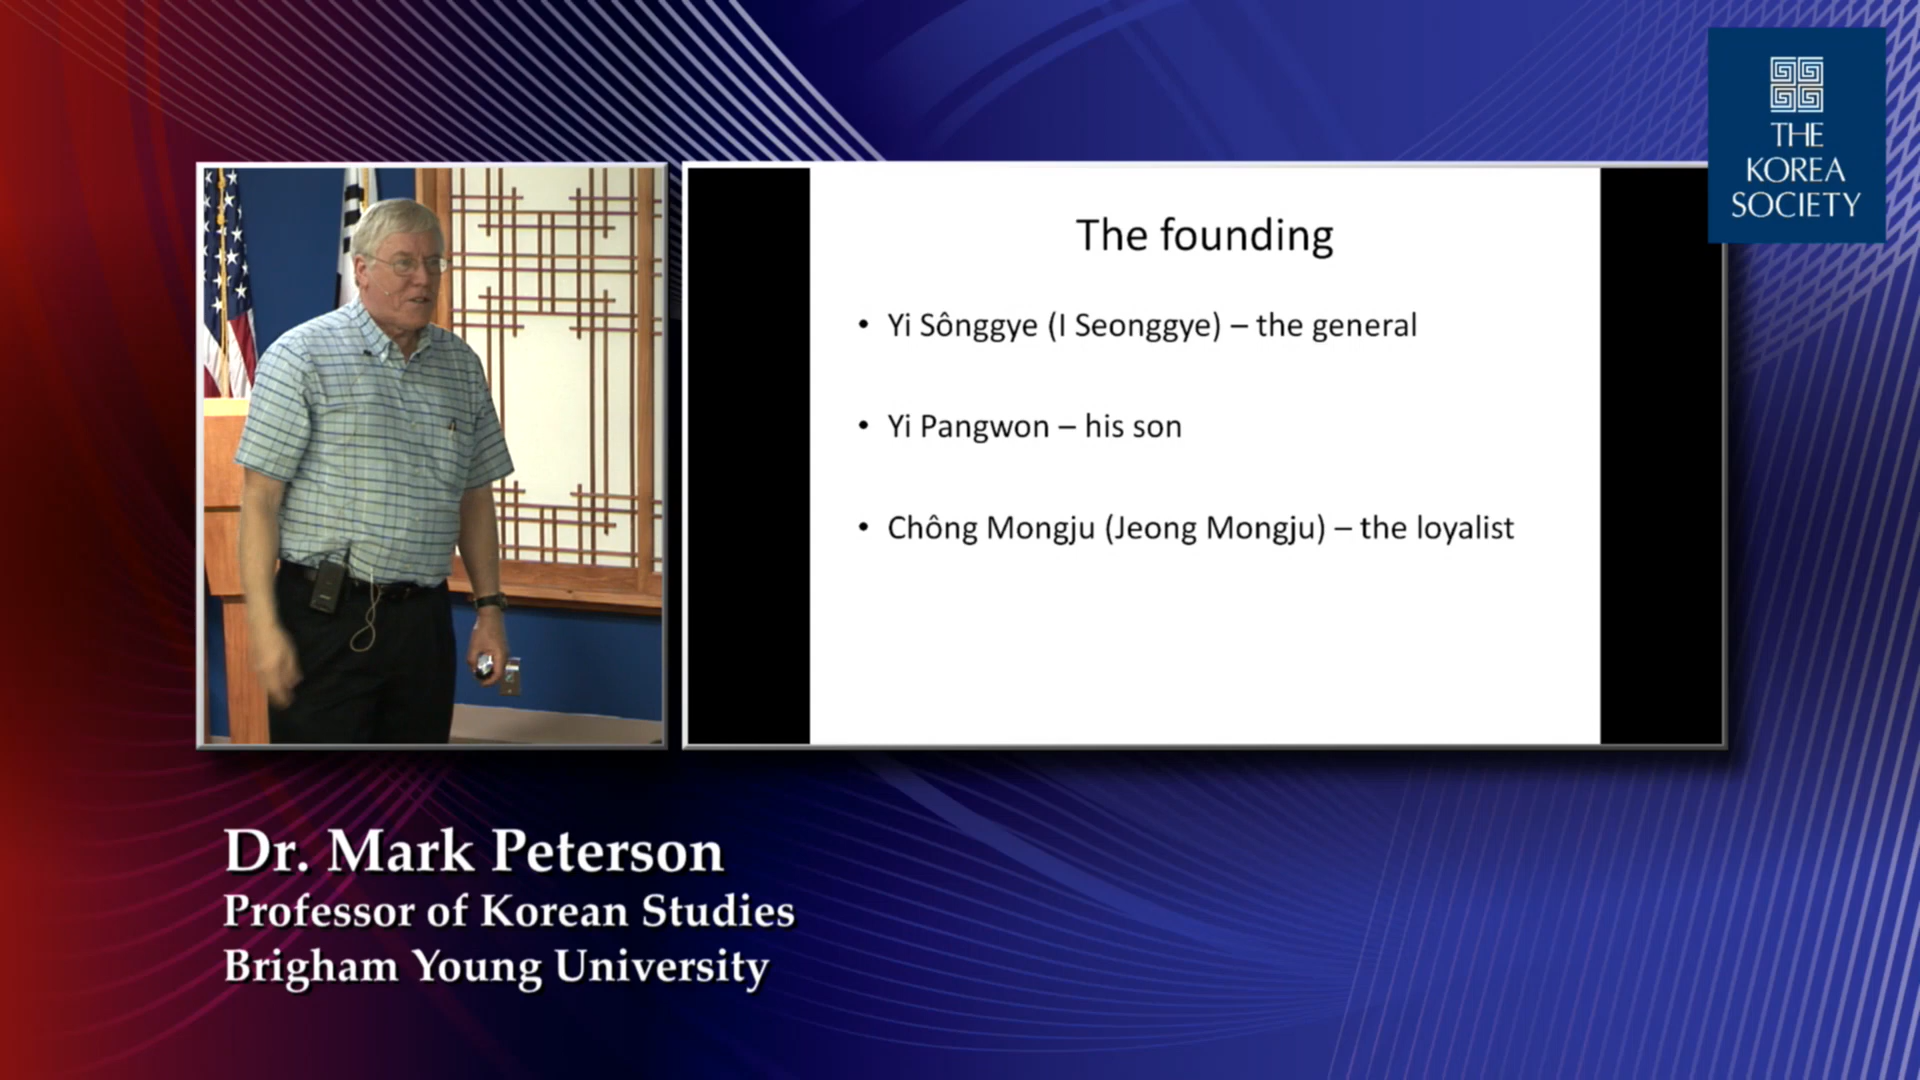 THE
KOREA
SOCIETY
The founding
• Yi Sônggye (I Seonggye) – the general
• Yi Pangwon – his son
• Chông Mongju (Jeong Mongju) – the loyalist
Dr. Mark Peterson
Professor of Korean Studies
Brigham Young University